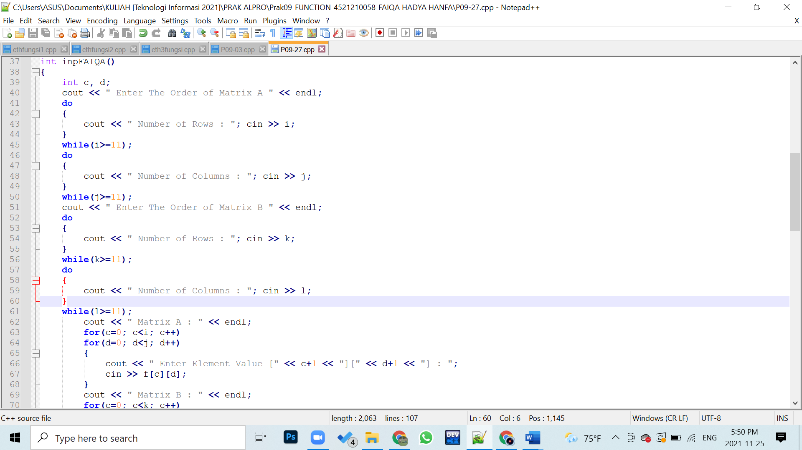 C:\Users\ASUS\Documents\KULIAH [Teknologi Informasi 2021]\PRAK ALPRO\Prak09 FUNCTION 4521210058 FAIQA HADYA HANIFA\P09-27.cpp - Notepad++
File Edit Search View Encoding Language Settings Tools Macro Run Plugins Window ? X
cthfungsi1.cpp cthfungsi2.cpp cth3fungsi.cpp P09-03.cpp P09-27.cpp
37 int inpFAIQA()
38 {
39 int c, d;
40 cout << " Enter The Order of Matrix A " << endl;
41 do
42 {
43 cout << " Number of Rows : "; cin >> i;
44 }
45 while(i>=11);
46 do
47 {
48 cout << " Number of Columns : "; cin >> j;
49 }
50 while(j>=11);
51 cout << " Enter The Order of Matrix B " << endl;
52 do
53 {
54 cout << " Number of Rows : "; cin >> k;
55 }
56 while(k>=11);
57 do
58 {
59 cout << " Number of Columns : "; cin >> l;
60 }
61 while(l>=11);
62 cout << " Matrix A : " << endl;
63 for(c=0; c<i; c++)
64 for(d=0; d<j; d++)
65 {
66 cout << " Enter Element Value [" << c+1 << "][" << d+1 << "] : ";
67 cin >> f[c][d];
68 }
69 cout << " Matrix B : " << endl;
70 for(c=0; c<k; c++)
C++ source file length : 2,063 lines : 107 Ln : 60 Col : 6 Pos : 1,145 Windows (CR LF) UTF-8 INS
Type here to search Ps 4 DEV W 75°F ENG 5:50 PM
2021-11-25